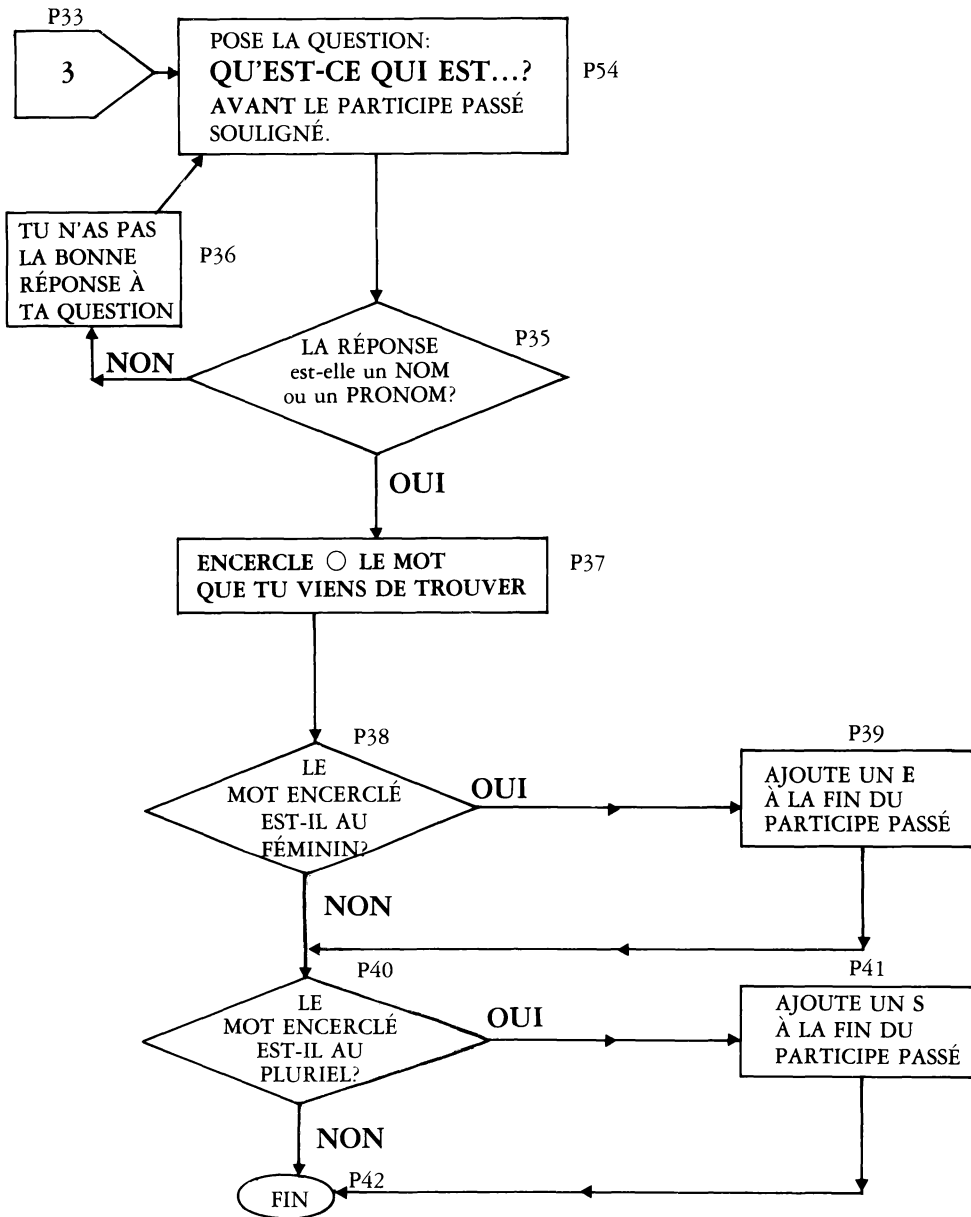 P33
3
POSE LA QUESTION:
QU'EST-CE QUI EST...?
AVANT LE PARTICIPE PASSÉ
SOULIGNÉ.
P54
TU N'AS PAS
LA BONNE
RÉPONSE À
TA QUESTION
P36
P35
LA RÉPONSE
est-elle un NOM
ou un PRONOM?
NON
OUI
ENCERCLE ○ LE MOT
QUE TU VIENS DE TROUVER
P37
P38
LE
MOT ENCERCLÉ
EST-IL AU
FÉMININ?
OUI
P39
AJOUTE UN E
À LA FIN DU
PARTICIPE PASSÉ
NON
P40
LE
MOT ENCERCLÉ
EST-IL AU
PLURIEL?
OUI
P41
AJOUTE UN S
À LA FIN DU
PARTICIPE PASSÉ
NON
P42
FIN